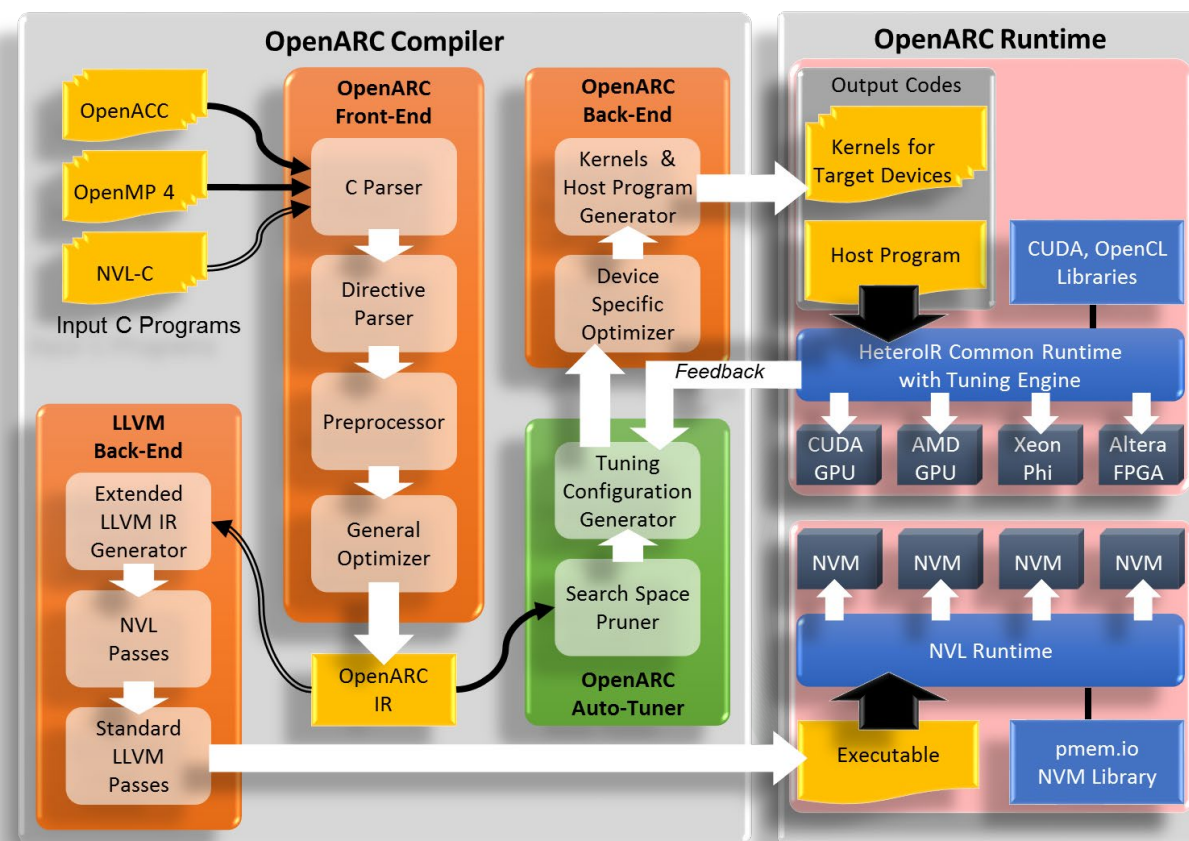 OpenARC Compiler
OpenACC
OpenMP 4
NVL-C
Input C Programs
OpenARC
Front-End
C Parser
Directive
Parser
Preprocessor
General
Optimizer
OpenARC
IR
LLVM
Back-End
Extended
LLVM IR
Generator
NVL
Passes
Standard
LLVM
Passes
OpenARC
Back-End
Kernels &
Host Program
Generator
Device
Specific
Optimizer
Feedback
Tuning
Configuration
Generator
Search Space
Pruner
OpenARC
Auto-Tuner
OpenARC Runtime
Output Codes
Kernels for
Target Devices
Host Program
CUDA, OpenCL
Libraries
HeteroIR Common Runtime
with Tuning Engine
CUDA
GPU
AMD
GPU
Xeon
Phi
Altera
FPGA
NVM
NVM
NVM
NVM
NVL Runtime
Executable
pmem.io
NVM Library